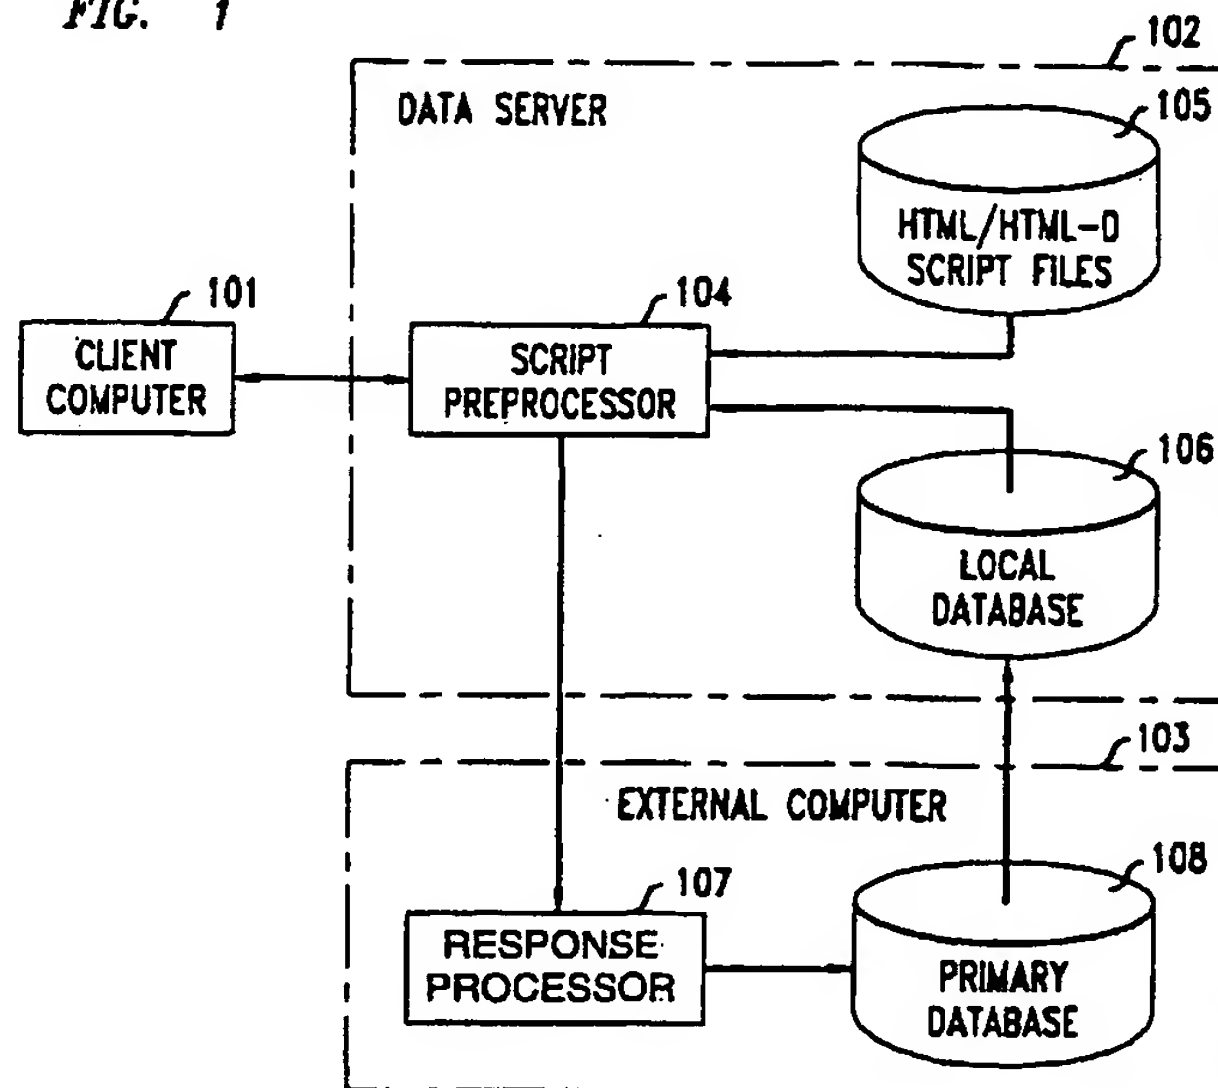 FIG. 1
102
DATA SERVER
105
HTML/HTML-D
SCRIPT FILES
101
104
CLIENT
COMPUTER
SCRIPT
PREPROCESSOR
106
LOCAL
DATABASE
103
EXTERNAL COMPUTER
107
108
RESPONSE
PROCESSOR
PRIMARY
DATABASE